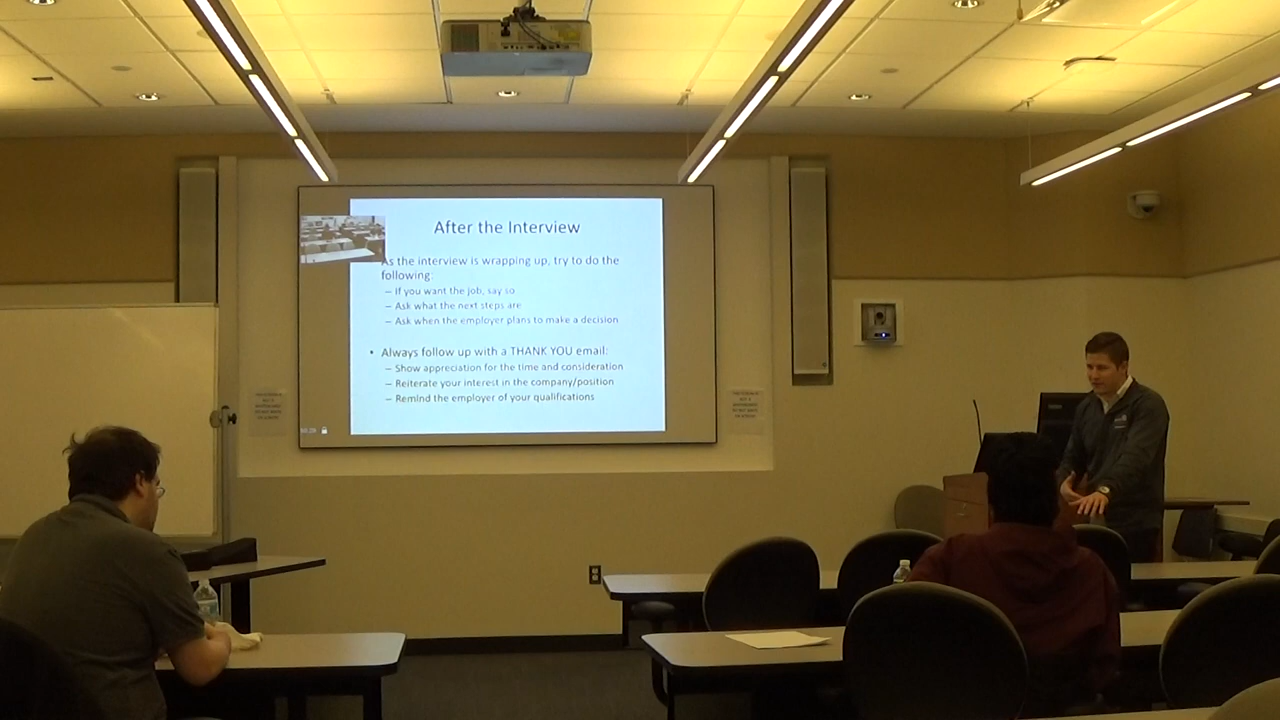 After the Interview
As the interview is wrapping up, try to do the
following:
– If you want the job, say so
– Ask what the next steps are
– Ask when the employer plans to make a decision
• Always follow up with a THANK YOU email:
– Show appreciation for the time and consideration
– Reiterate your interest in the company/position
– Remind the employer of your qualifications